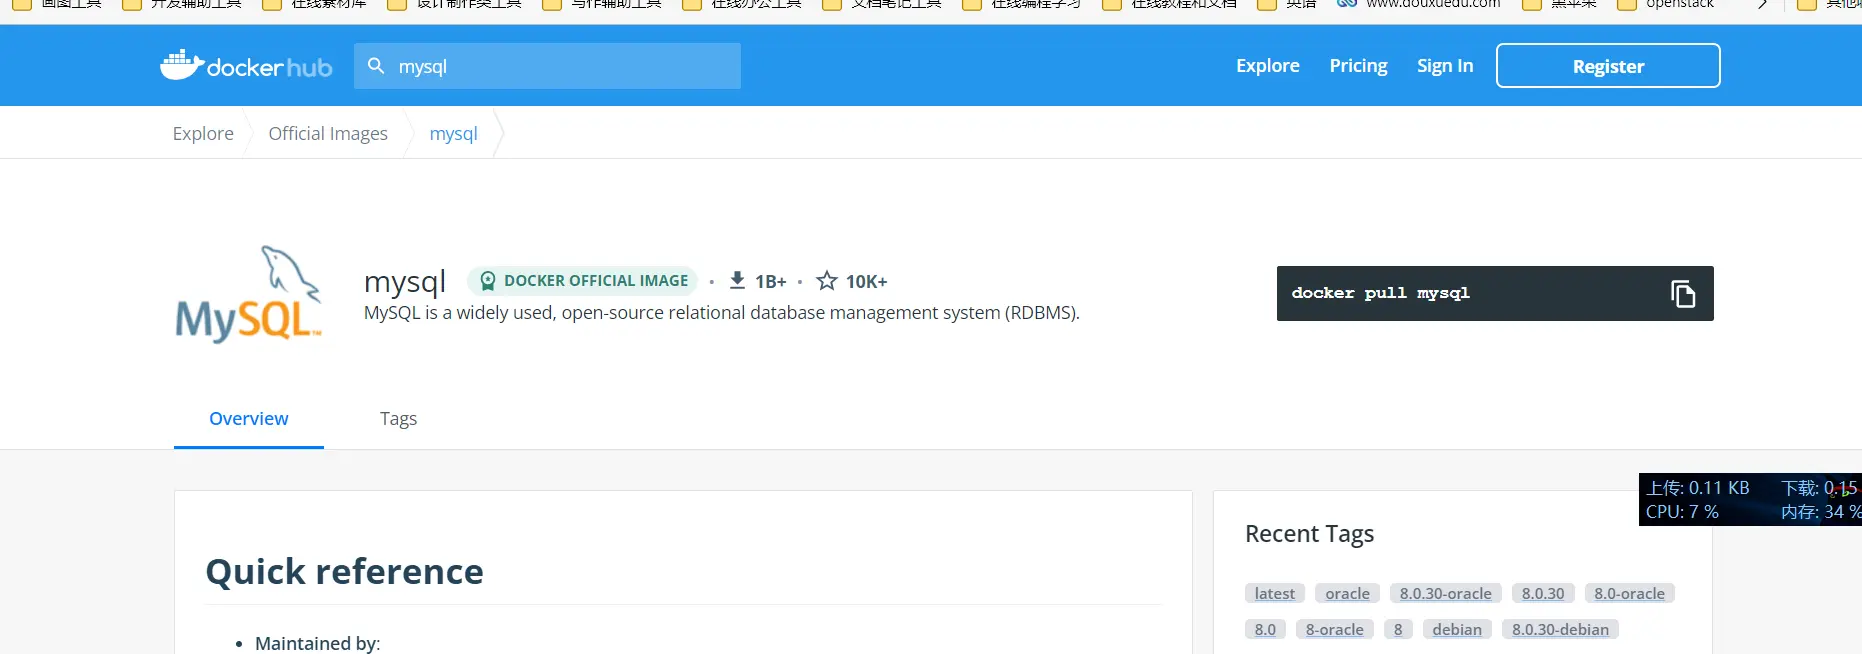 画图工具 开发辅助工具 在线素材库 设计制作类工具 写作辅助工具 在线办公工具 文档笔记工具 在线编程学习 在线教程和文档 英语 www.douxuedu.com 黑苹果 openstack
docker hub mysql Explore Pricing Sign In Register
Explore Official Images mysql
MySQL™
mysql DOCKER OFFICIAL IMAGE · 1B+ · 10K+
MySQL is a widely used, open-source relational database management system (RDBMS).
docker pull mysql
Overview Tags
上传: 0.11 KB 下载: 0.15
CPU: 7 % 内存: 34 %
Quick reference
• Maintained by:
Recent Tags
latest oracle 8.0.30-oracle 8.0.30 8.0-oracle
8.0 8-oracle 8 debian 8.0.30-debian